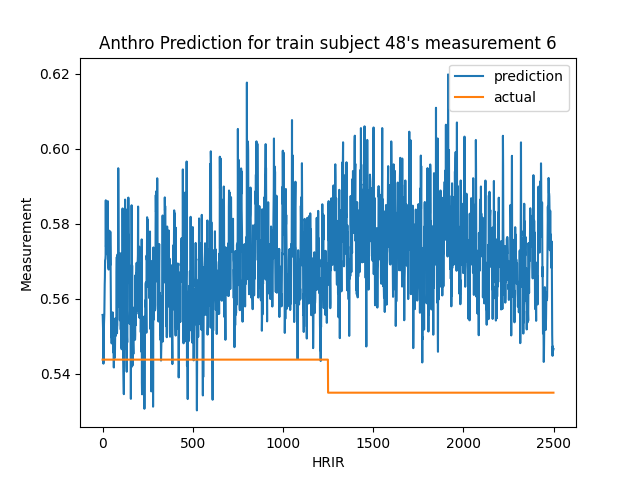 Anthro Prediction for train subject 48's measurement 6
prediction
actual
0.62
0.60
0.58
0.56
0.54
Measurement
0
500
1000
1500
2000
2500
HRIR